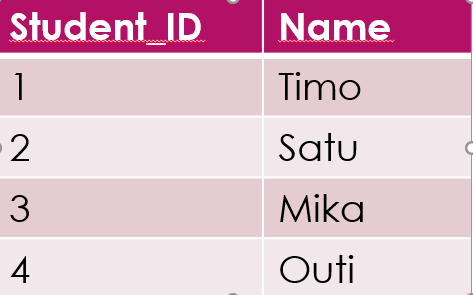 Student_ID Name
1 Timo
2 Satu
3 Mika
4 Outi